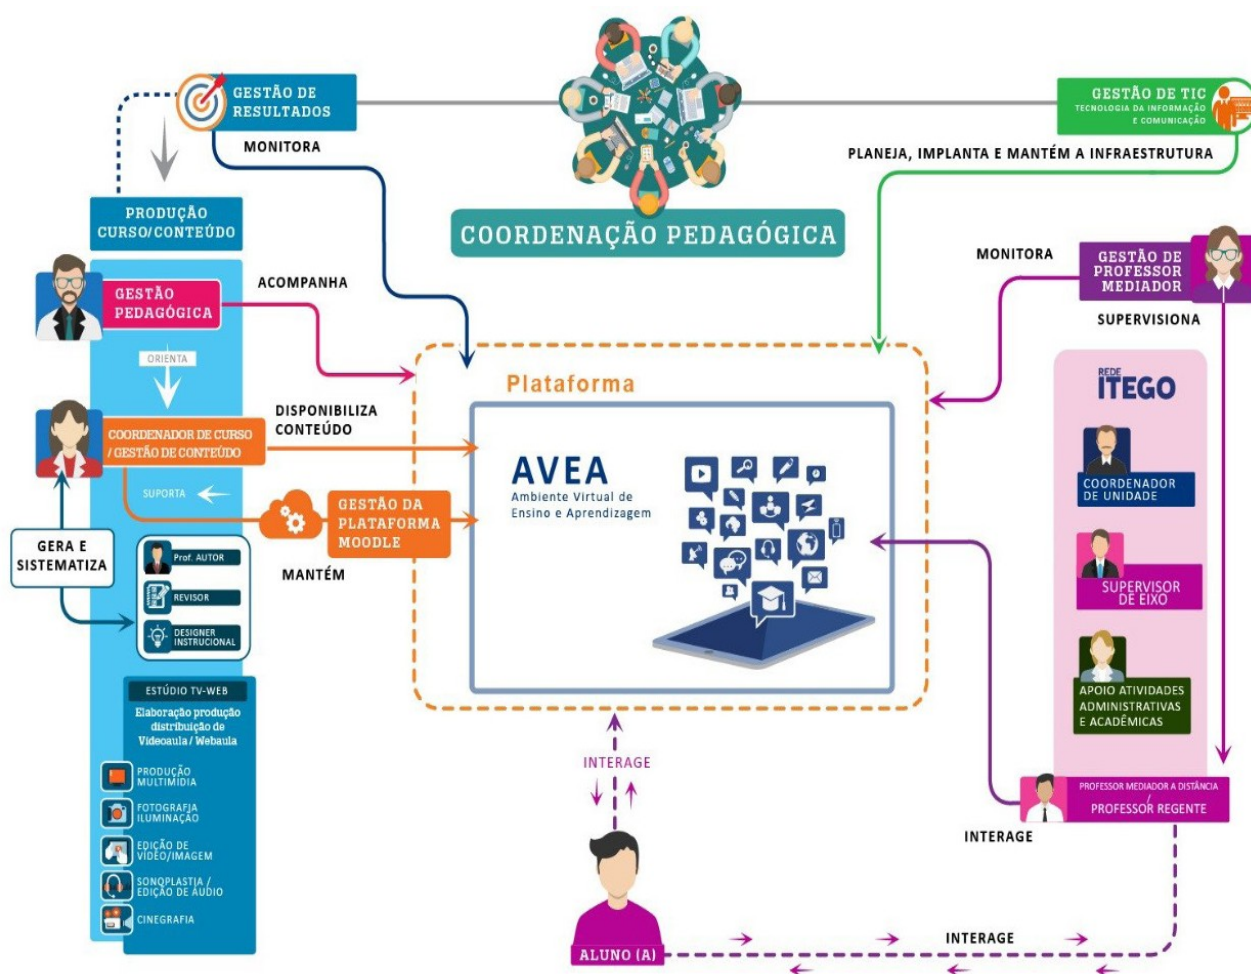 GESTÃO DE
RESULTADOS
MONITORA
GESTÃO DE TIC
TECNOLOGIA DA INFORMAÇÃO
E COMUNICAÇÃO
PLANEJA, IMPLANTA E MANTÉM A INFRAESTRUTURA
COORDENAÇÃO PEDAGÓGICA
PRODUÇÃO
CURSO/CONTEÚDO
GESTÃO
PEDAGÓGICA
ACOMPANHA
ORIENTA
COORDENADOR DE CURSO
/ GESTÃO DE CONTEÚDO
DISPONIBILIZA
CONTEÚDO
SUPORTA
GESTÃO DA
PLATAFORMA
MOODLE
MANTÉM
GERA E
SISTEMATIZA
Prof. AUTOR
REVISOR
DESIGNER
INSTRUCIONAL
ESTÚDIO TV-WEB
Elaboração produção
distribuição de
Videoaula / Webaula
PRODUÇÃO
MULTIMÍDIA
FOTOGRAFIA
ILUMINAÇÃO
EDIÇÃO DE
VÍDEO/IMAGEM
SONOPLASTIA /
EDIÇÃO DE ÁUDIO
CINEGRAFIA
Plataforma
AVEA
Ambiente Virtual de
Ensino e Aprendizagem
MONITORA
GESTÃO DE
PROFESSOR
MEDIADOR
SUPERVISIONA
REDE
ITEGO
COORDENADOR
DE UNIDADE
SUPERVISOR
DE EIXO
APOIO ATIVIDADES
ADMINISTRATIVAS
E ACADÊMICAS
PROFESSOR MEDIADOR A DISTÂNCIA
/
PROFESSOR REGENTE
INTERAGE
INTERAGE
ALUNO (A)
INTERAGE